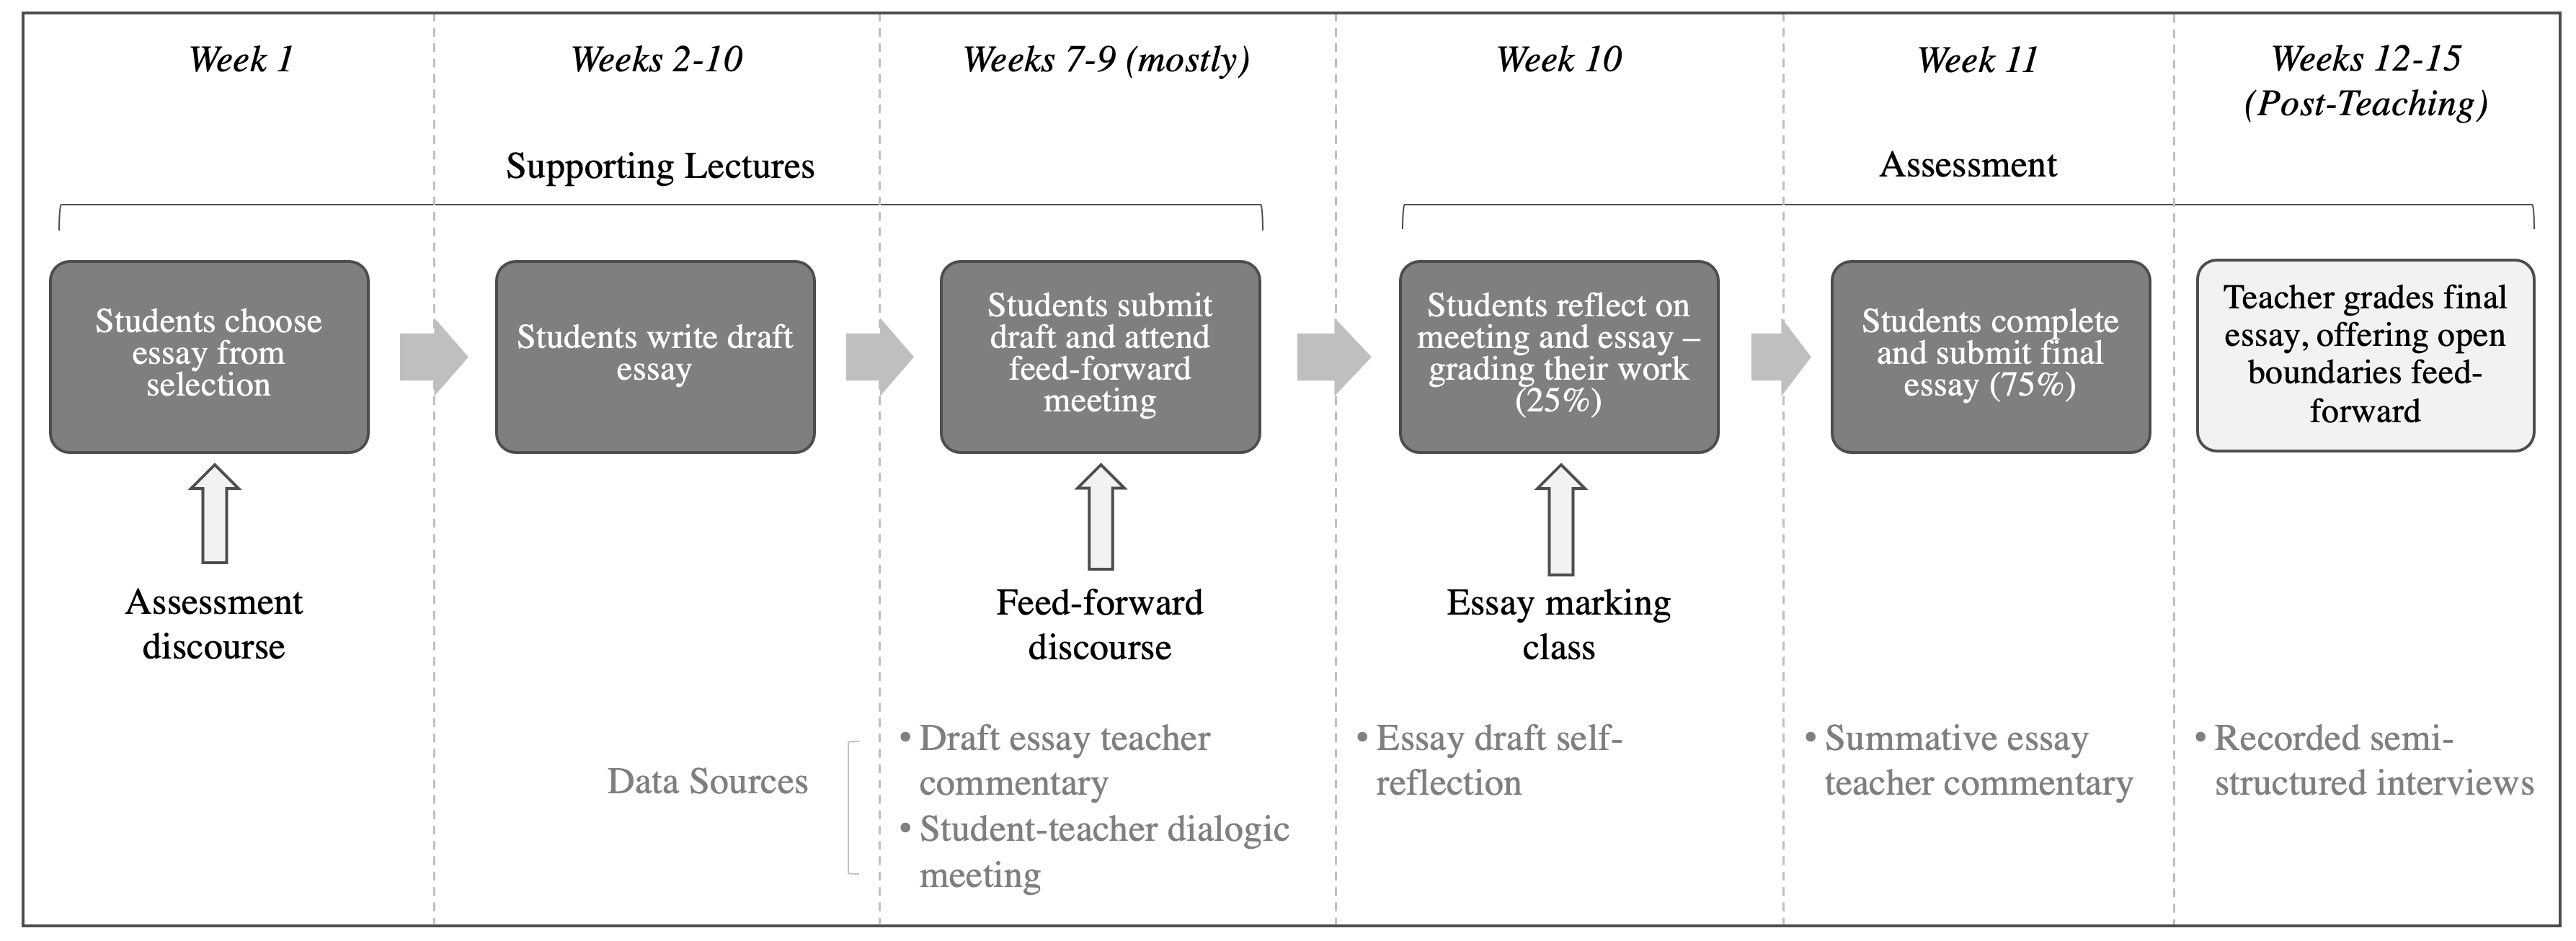 Week 1
Weeks 2-10
Weeks 7-9 (mostly)
Week 10
Week 11
Weeks 12-15
(Post-Teaching)
Supporting Lectures
Assessment
Students choose
essay from
selection
Students write draft
essay
Students submit
draft and attend
feed-forward
meeting
Students reflect on
meeting and essay –
grading their work
(25%)
Students complete
and submit final
essay (75%)
Teacher grades final
essay, offering open
boundaries feed-
forward
Assessment
discourse
Feed-forward
discourse
Essay marking
class
Data Sources
• Draft essay teacher
commentary
• Student-teacher dialogic
meeting
• Essay draft self-
reflection
• Summative essay
teacher commentary
• Recorded semi-
structured interviews